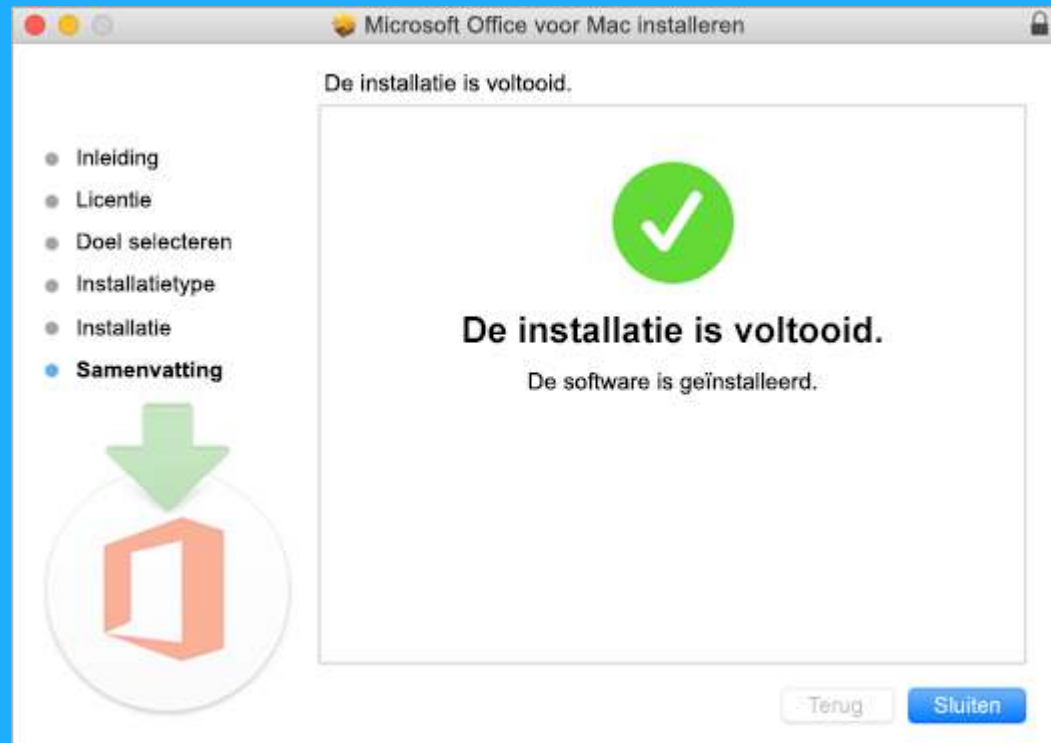 Microsoft Office voor Mac installeren
De installatie is voltooid.
Inleiding
Licentie
Doel selecteren
Installatietype
Installatie
Samenvatting
De installatie is voltooid.
De software is geïnstalleerd.
Terug
Sluiten